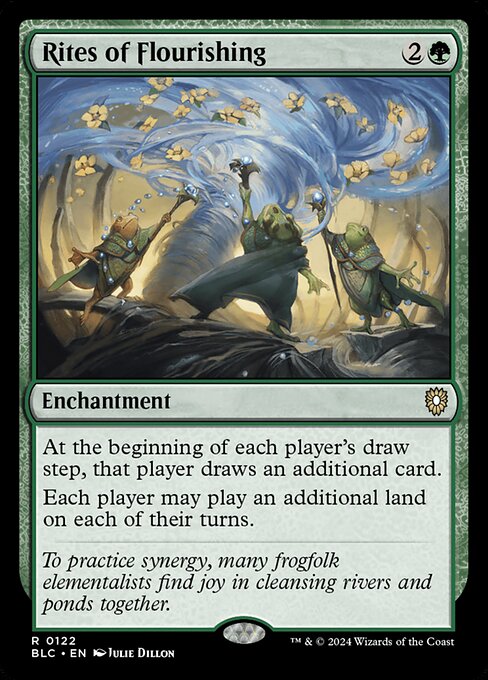 Rites of Flourishing 2
Enchantment
At the beginning of each player's draw
step, that player draws an additional card.
Each player may play an additional land
on each of their turns.
To practice synergy, many frogfolk
elementalists find joy in cleansing rivers and
ponds together.
R 0122
™ & © 2024 Wizards of the Coast
BLC • EN Julie Dillon